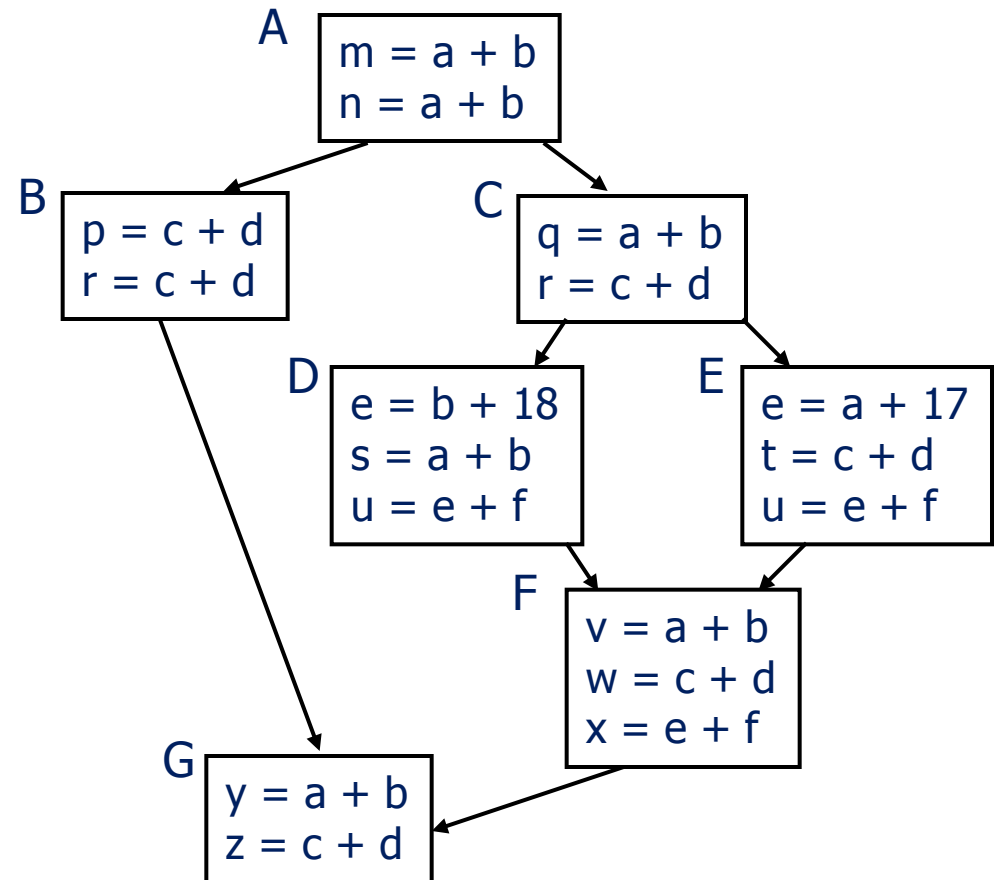 A
m = a + b
n = a + b
B
p = c + d
r = c + d
C
q = a + b
r = c + d
D
e = b + 18
s = a + b
u = e + f
E
e = a + 17
t = c + d
u = e + f
F
v = a + b
w = c + d
x = e + f
G
y = a + b
z = c + d